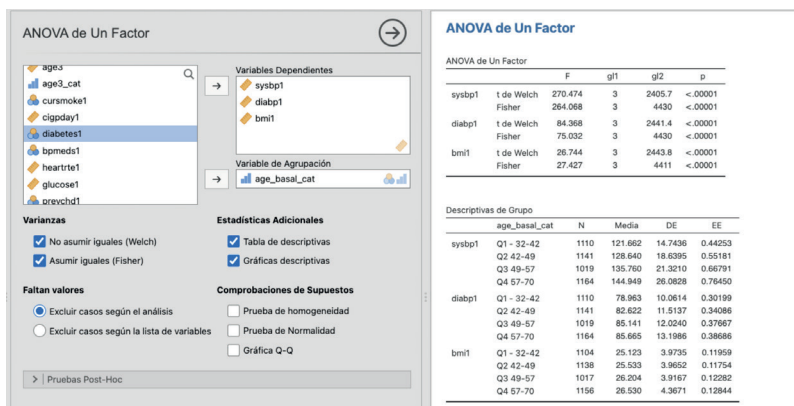 ANOVA de Un Factor
age3
age3_cat
cursmoke1
cigpday1
diabetes1
bpmeds1
heartrte1
glucose1
prevchd1
Variables Dependientes
sysbp1
diabp1
bmi1
Variable de Agrupación
age_basal_cat
Varianzas
No asumir iguales (Welch)
Asumir iguales (Fisher)
Estadísticas Adicionales
Tabla de descriptivas
Gráficas descriptivas
Faltan valores
Excluir casos según el análisis
Excluir casos según la lista de variables
Comprobaciones de Supuestos
Prueba de homogeneidad
Prueba de Normalidad
Gráfica Q-Q
> | Pruebas Post-Hoc
ANOVA de Un Factor
ANOVA de Un Factor
F gl1 gl2 p
sysbp1 t de Welch 270.474 3 2405.7 <.00001
Fisher 264.068 3 4430 <.00001
diabp1 t de Welch 84.368 3 2441.4 <.00001
Fisher 75.032 3 4430 <.00001
bmi1 t de Welch 26.744 3 2443.8 <.00001
Fisher 27.427 3 4411 <.00001
Descriptivas de Grupo
age_basal_cat N Media DE EE
sysbp1 Q1 - 32-42 1110 121.662 14.7436 0.44253
Q2 42-49 1141 128.640 18.6395 0.55181
Q3 49-57 1019 135.760 21.3210 0.66791
Q4 57-70 1164 144.949 26.0828 0.76450
diabp1 Q1 - 32-42 1110 78.963 10.0614 0.30199
Q2 42-49 1141 82.622 11.5137 0.34086
Q3 49-57 1019 85.141 12.0240 0.37667
Q4 57-70 1164 85.665 13.1986 0.38686
bmi1 Q1 - 32-42 1104 25.123 3.9735 0.11959
Q2 42-49 1138 25.533 3.9652 0.11754
Q3 49-57 1017 26.204 3.9167 0.12282
Q4 57-70 1156 26.530 4.3671 0.12844